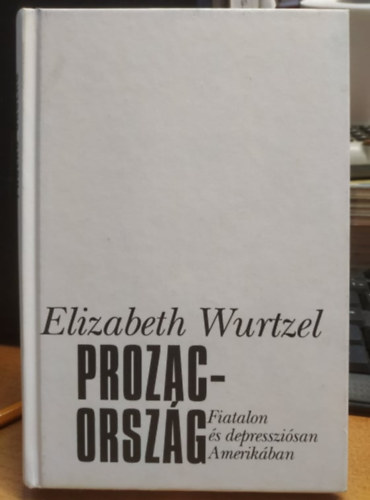 Elizabeth Wurtzel
PROZAC-
ORSZÁG
Fiatalon
és depressziósan
Amerikában